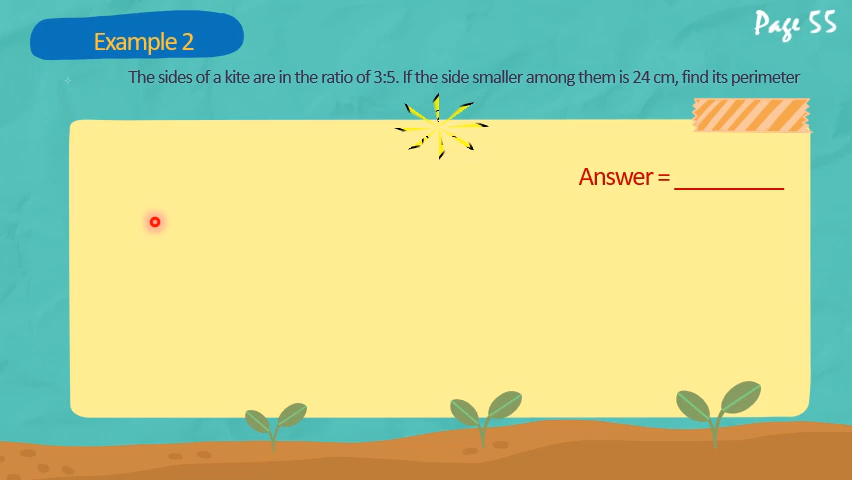 Page 55
Example 2
The sides of a kite are in the ratio of 3:5. If the side smaller among them is 24 cm, find its perimeter
Answer = __________